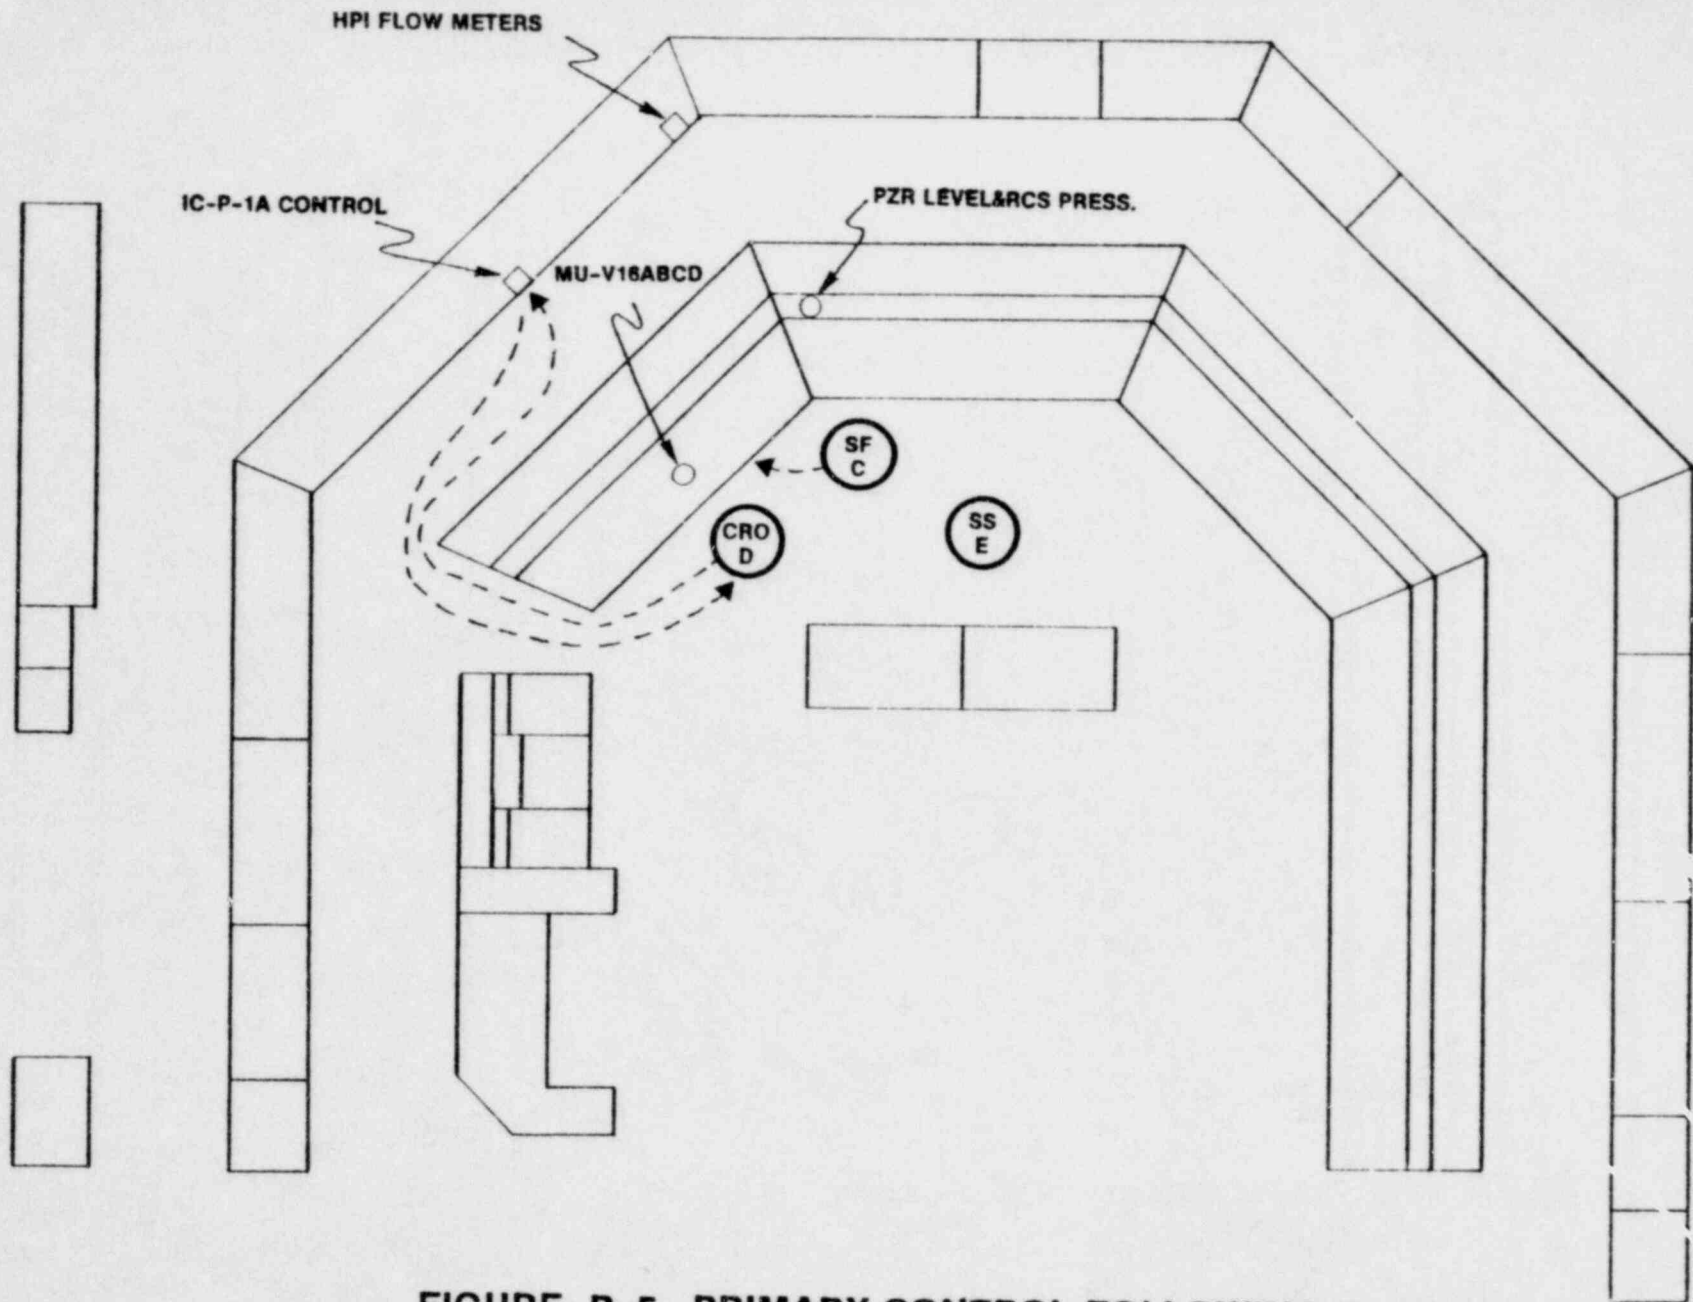 HPI FLOW METERS
IC-P-1A CONTROL
PZR LEVEL&RCS PRESS.
MU-V16ABCD
SF
C
CRO
D
SS
E